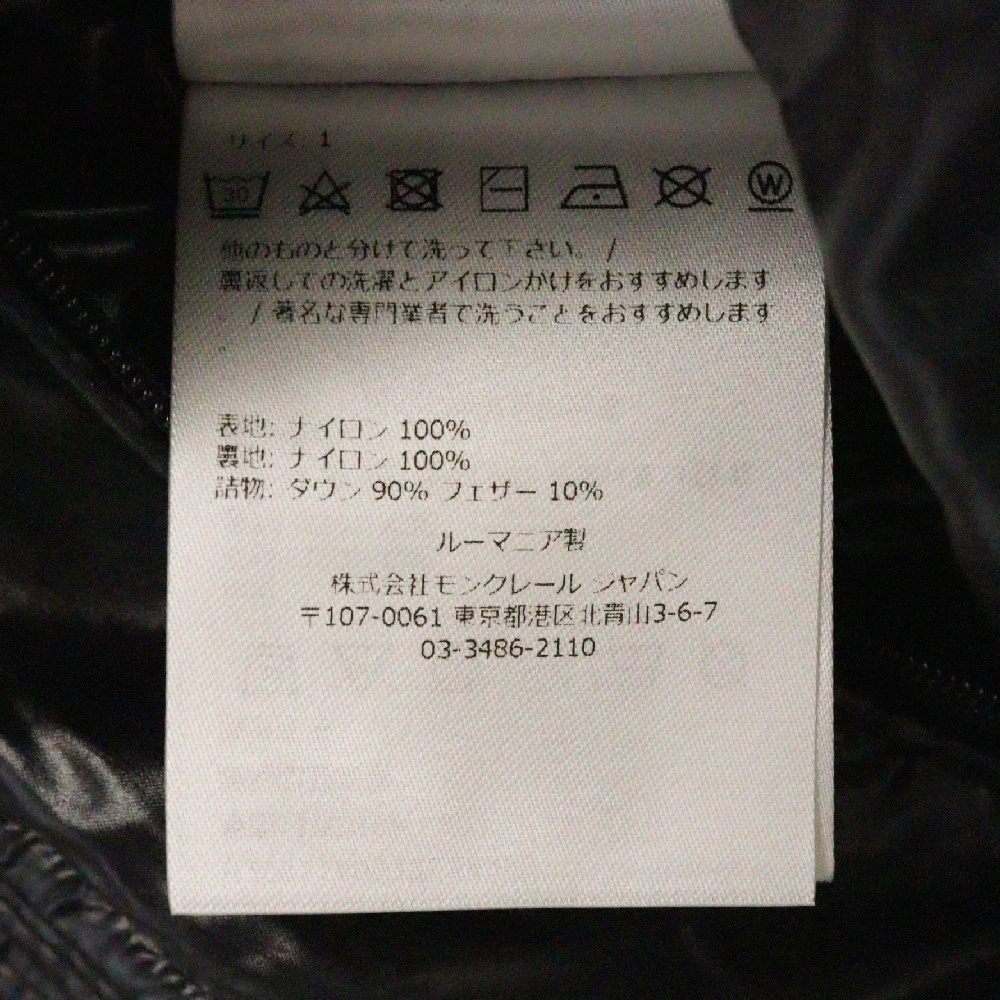 サイズ: 1
30
W
他のものと分けて洗って下さい。 /
裏返しての洗濯とアイロンかけをおすすめします
/ 著名な専門業者で洗うことをおすすめします
。
表地: ナイロン 100%
裏地: ナイロン 100%
詰物: ダウン 90% フェザー 10%
ルーマニア製
株式会社モンクレール ジャパン
〒107-0061 東京都港区北青山3-6-7
03-3486-2110